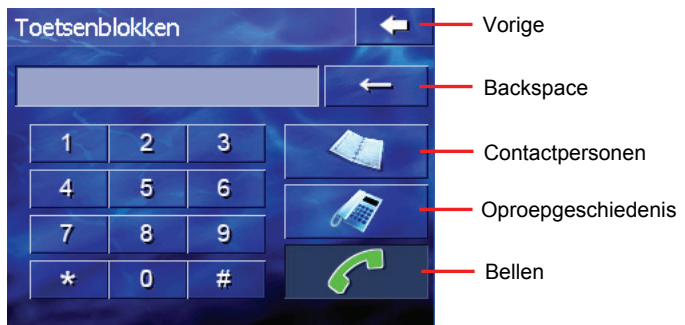 Toetsenblokken
Vorige
Backspace
1 2 3
Contactpersonen
4 5 6
Oproepgeschiedenis
7 8 9
* 0 #
Bellen